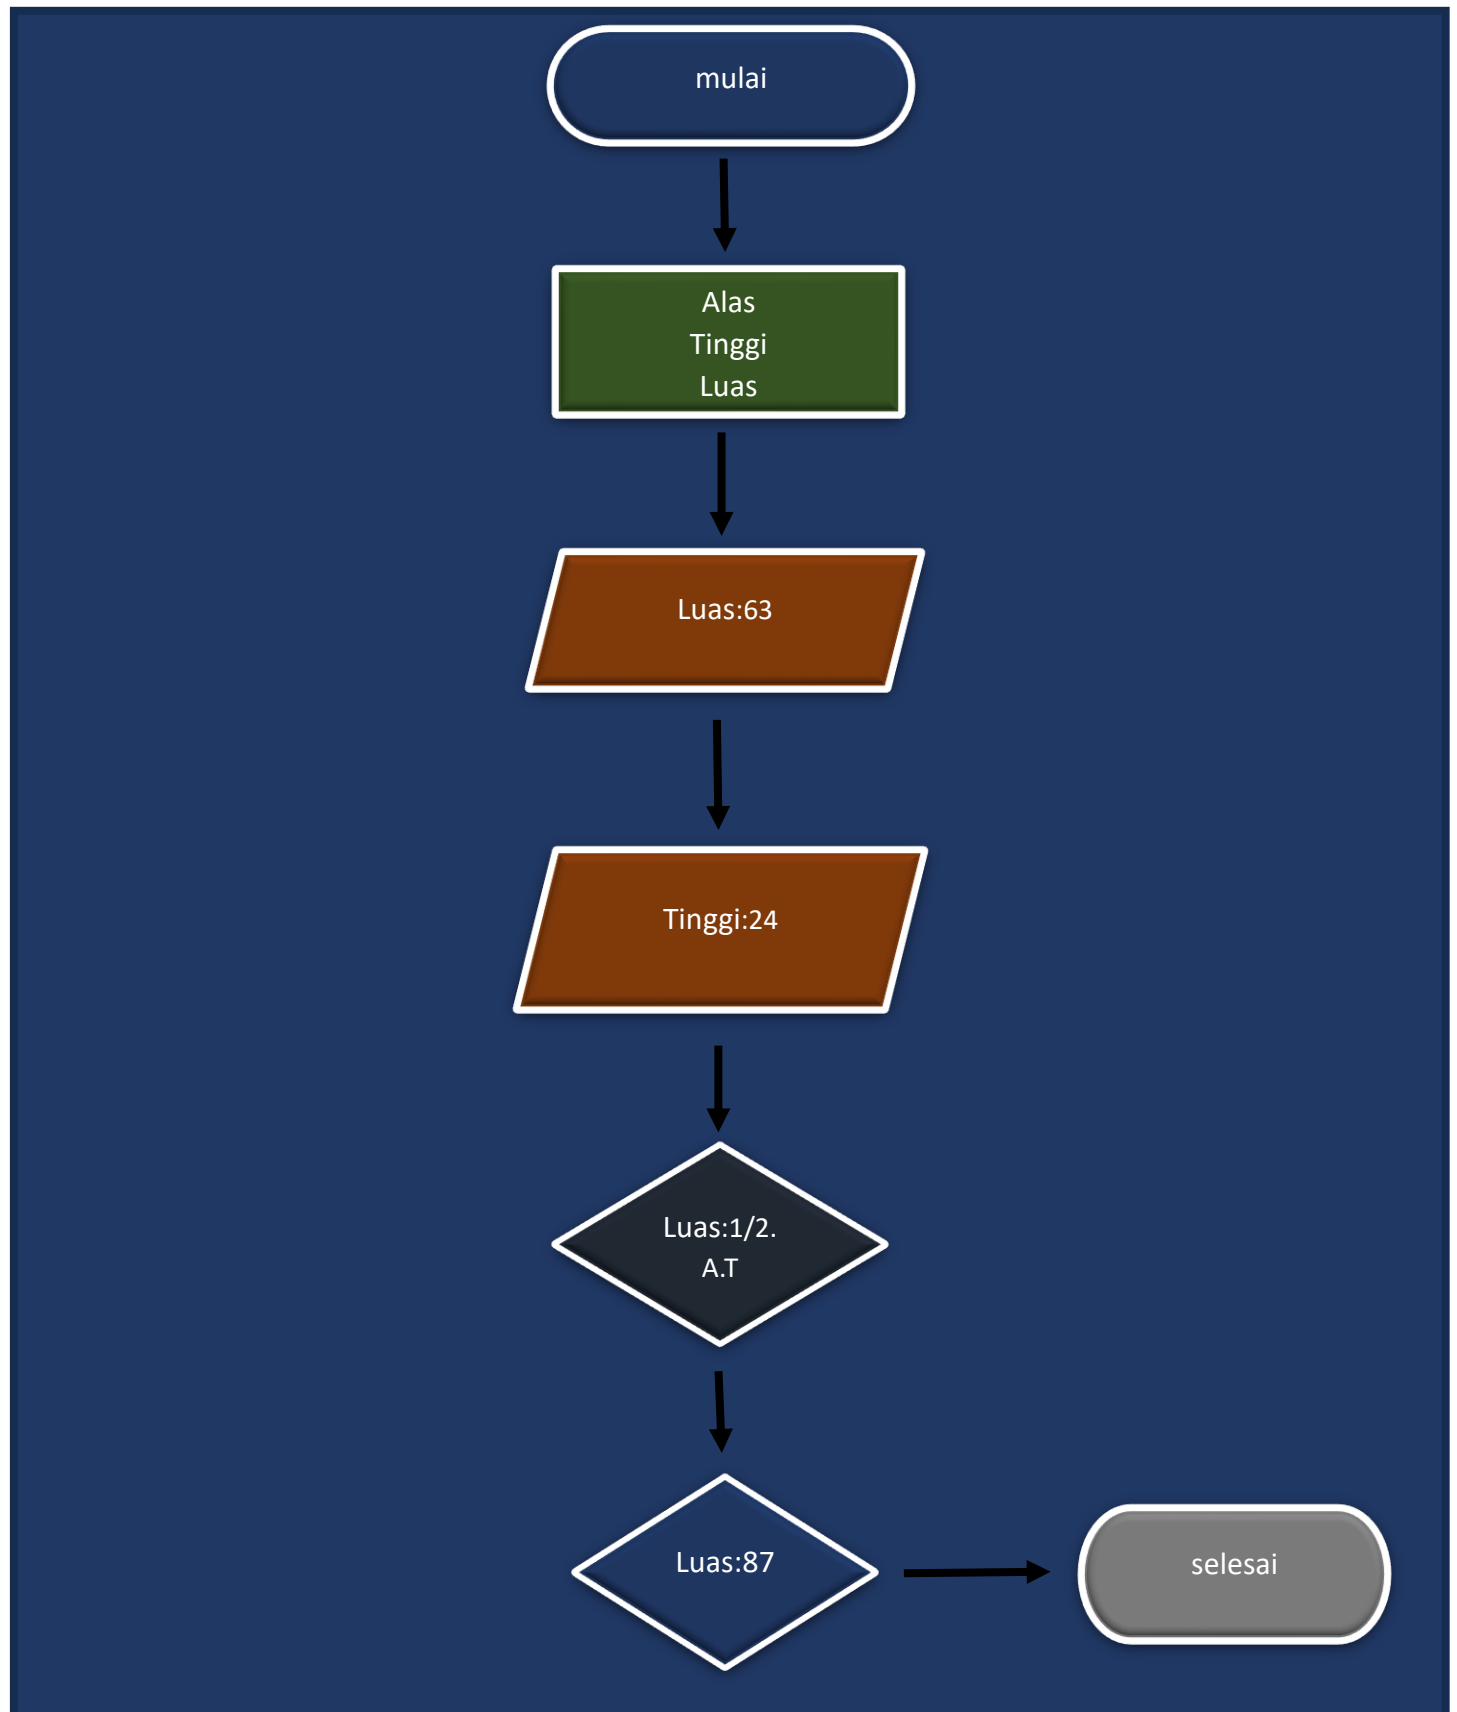 mulai
Alas
Tinggi
Luas
Luas:63
Tinggi:24
Luas:1/2.
A.T
Luas:87
selesai